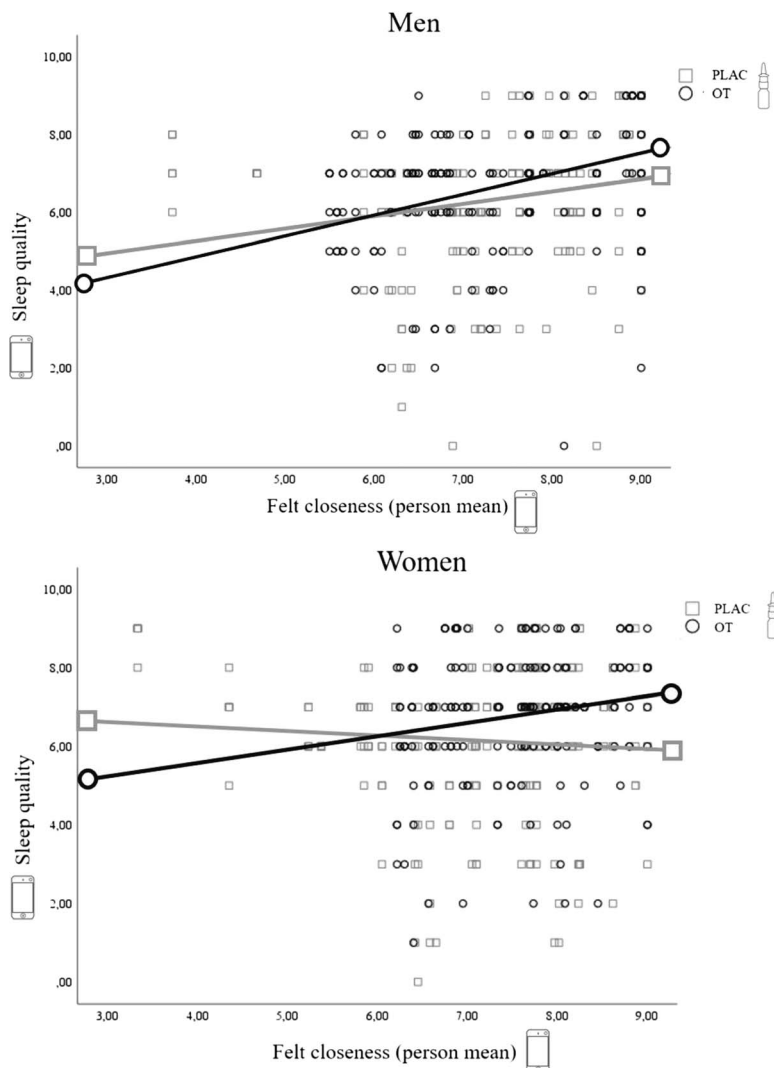 Men
10,00
8,00
6,00
4,00
2,00
,00
Sleep quality
PLAC
OT
3,00 4,00 5,00 6,00 7,00 8,00 9,00
Felt closeness (person mean)
Women
10,00
8,00
6,00
4,00
2,00
,00
Sleep quality
PLAC
OT
3,00 4,00 5,00 6,00 7,00 8,00 9,00
Felt closeness (person mean)